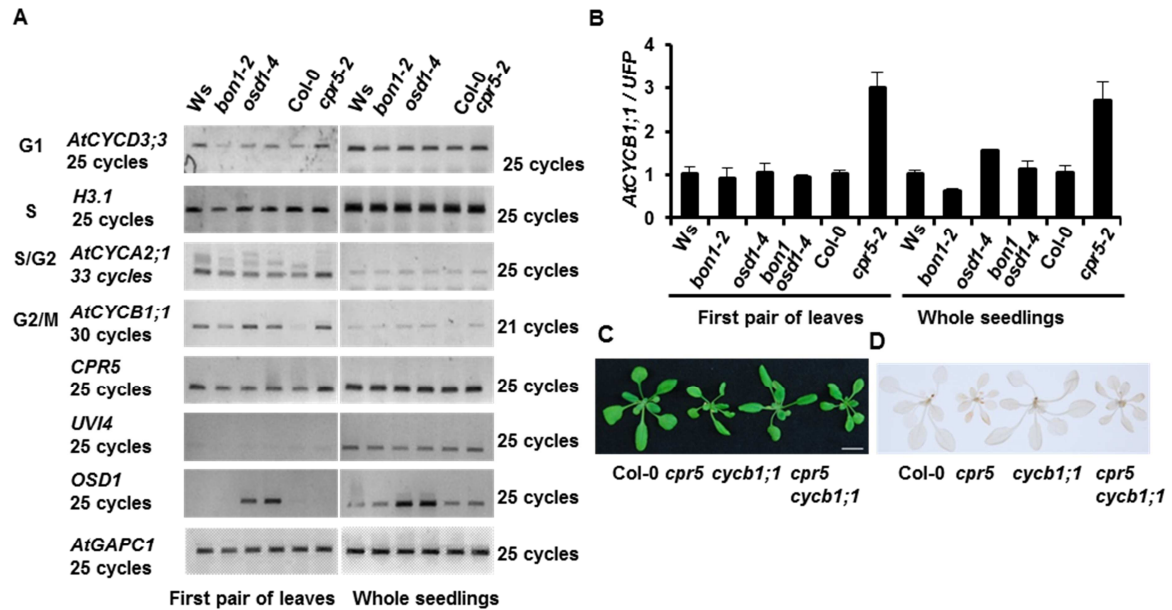 A
Ws bon1-2 osd1-4 Col-0 cpr5-2 Ws bon1-2 osd1-4 Col-0 cpr5-2
G1 AtCYCD3;3
25 cycles 25 cycles
S H3.1
25 cycles 25 cycles
S/G2 AtCYCA2;1
33 cycles 25 cycles
G2/M AtCYCB1;1
30 cycles 21 cycles
CPR5
25 cycles 25 cycles
UVI4
25 cycles 25 cycles
OSD1
25 cycles 25 cycles
AtGAPC1
25 cycles 25 cycles
First pair of leaves Whole seedlings
B
AtCYCB1;1 / UFP
4
3
2
1
0
Ws bon1-2 osd1-4 bon1 osd1-4 Col-0 cpr5-2 Ws bon1-2 osd1-4 bon1 osd1-4 Col-0 cpr5-2
First pair of leaves Whole seedlings
C
Col-0 cpr5 cycb1;1 cpr5
cycb1;1
D
Col-0 cpr5 cycb1;1 cpr5
cycb1;1